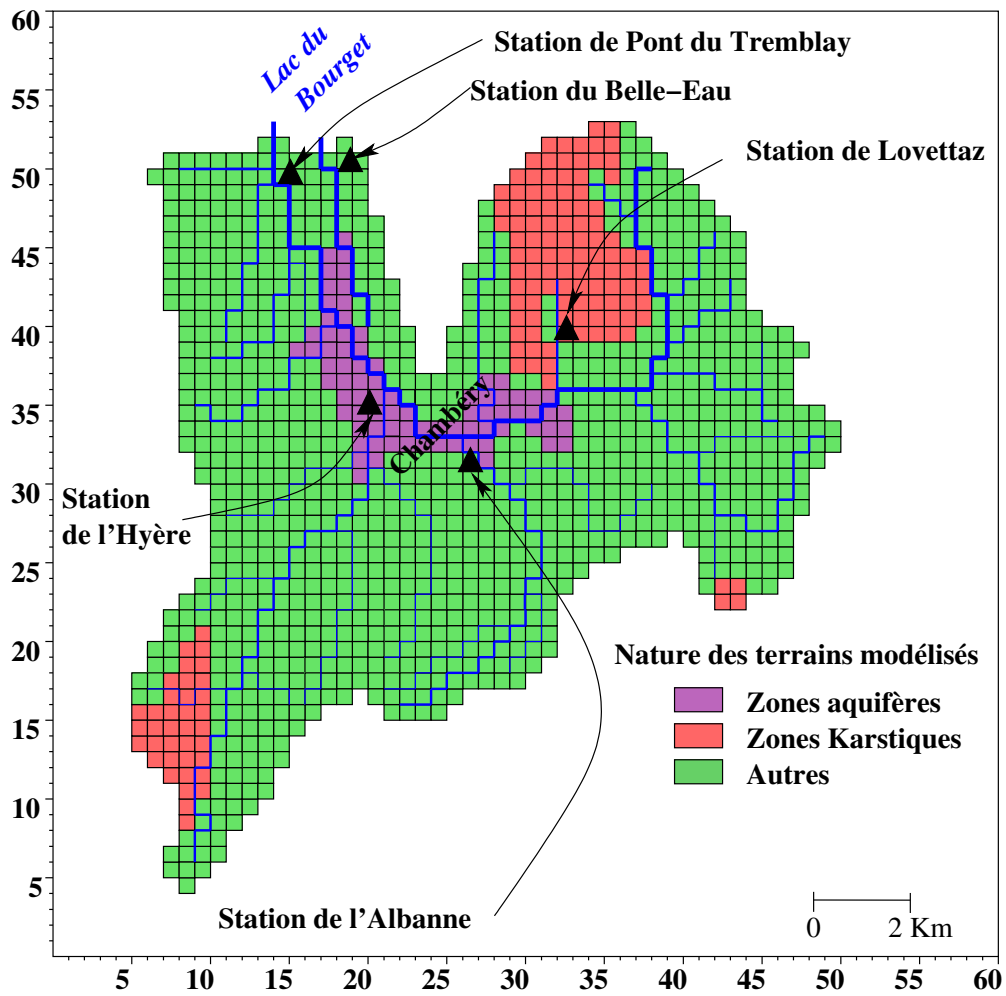 60
55
50
45
40
35
30
25
20
15
10
5
Lac du
Bourget
Station de Pont du Tremblay
Station du Belle−Eau
Station de Lovettaz
Chambéry
Station
de l'Hyère
Nature des terrains modélisés
Zones aquifères
Zones Karstiques
Autres
Station de l'Albanne
0 2 Km
5 10 15 20 25 30 35 40 45 50 55 60